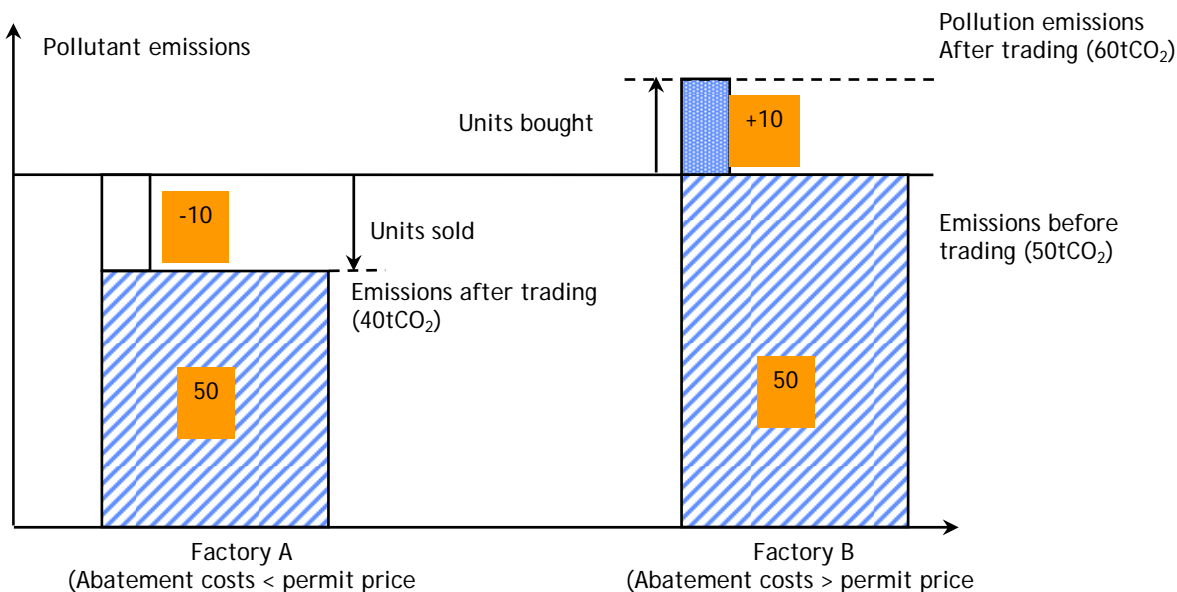 Pollution emissions
After trading (60tCO₂)
Pollutant emissions
Units bought
+10
-10
Units sold
Emissions before
trading (50tCO₂)
Emissions after trading
(40tCO₂)
50
50
Factory A
(Abatement costs < permit price
Factory B
(Abatement costs > permit price